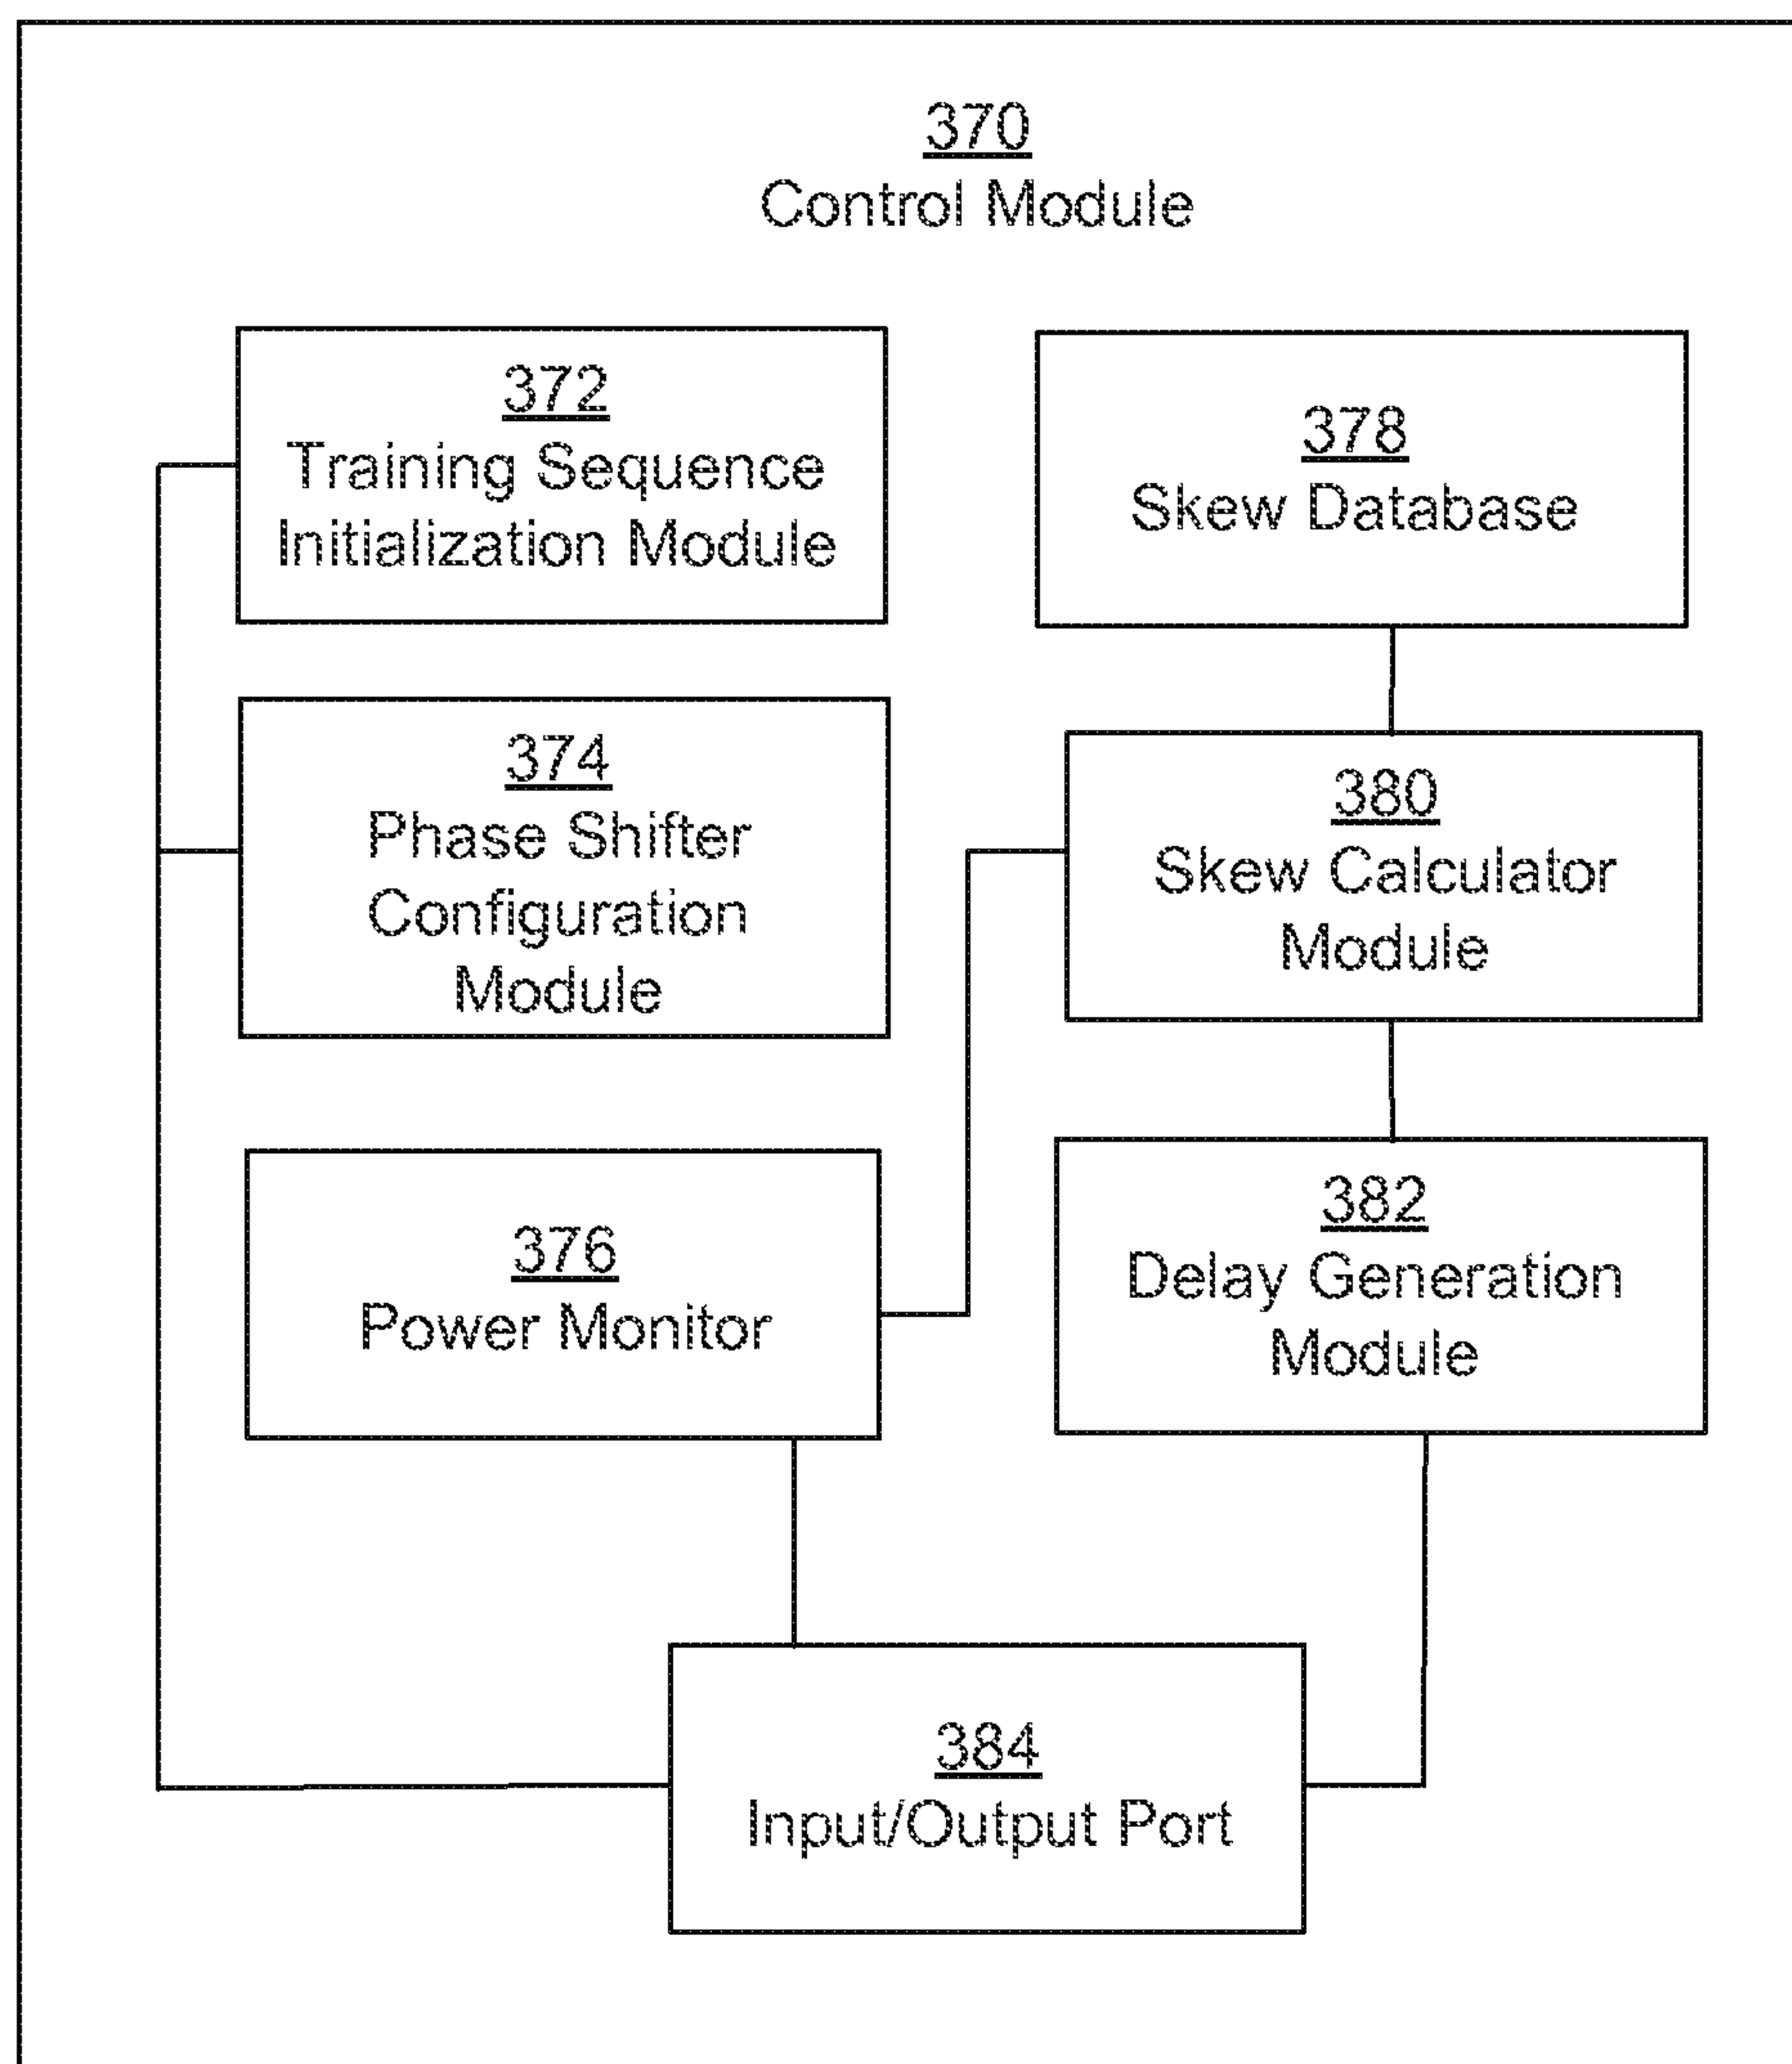 370
Control Module
372
Training Sequence
Initialization Module
378
Skew Database
374
Phase Shifter
Configuration
Module
380
Skew Calculator
Module
376
Power Monitor
382
Delay Generation
Module
384
Input/Output Port